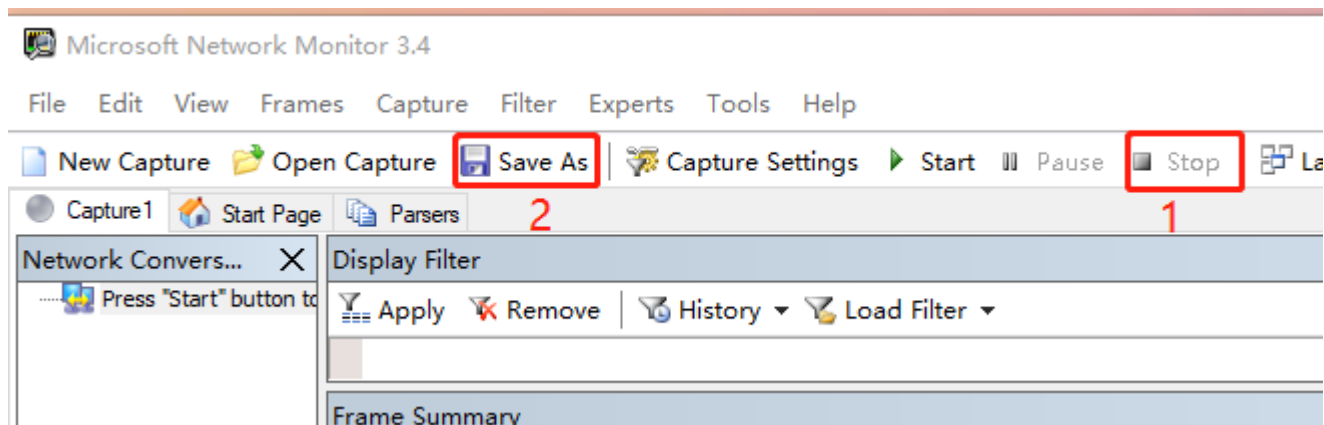 Microsoft Network Monitor 3.4
File Edit View Frames Capture Filter Experts Tools Help
New Capture Open Capture Save As Capture Settings Start Pause Stop La
Capture1 Start Page Parsers 2 1
Network Convers... Display Filter
Press "Start" button to Apply Remove History Load Filter
Frame Summary